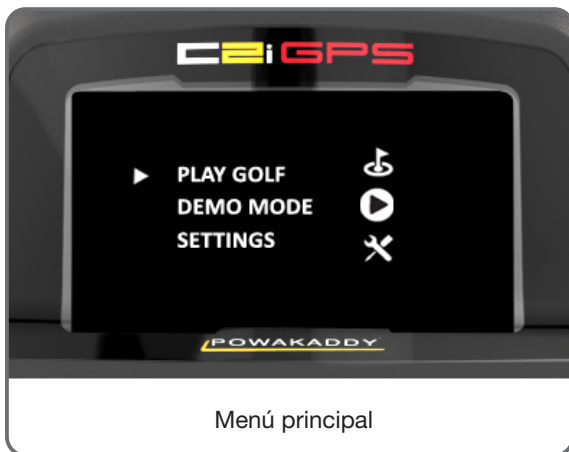 C2i GPS
PLAY GOLF
DEMO MODE
SETTINGS
POWAKADDY
Menú principal